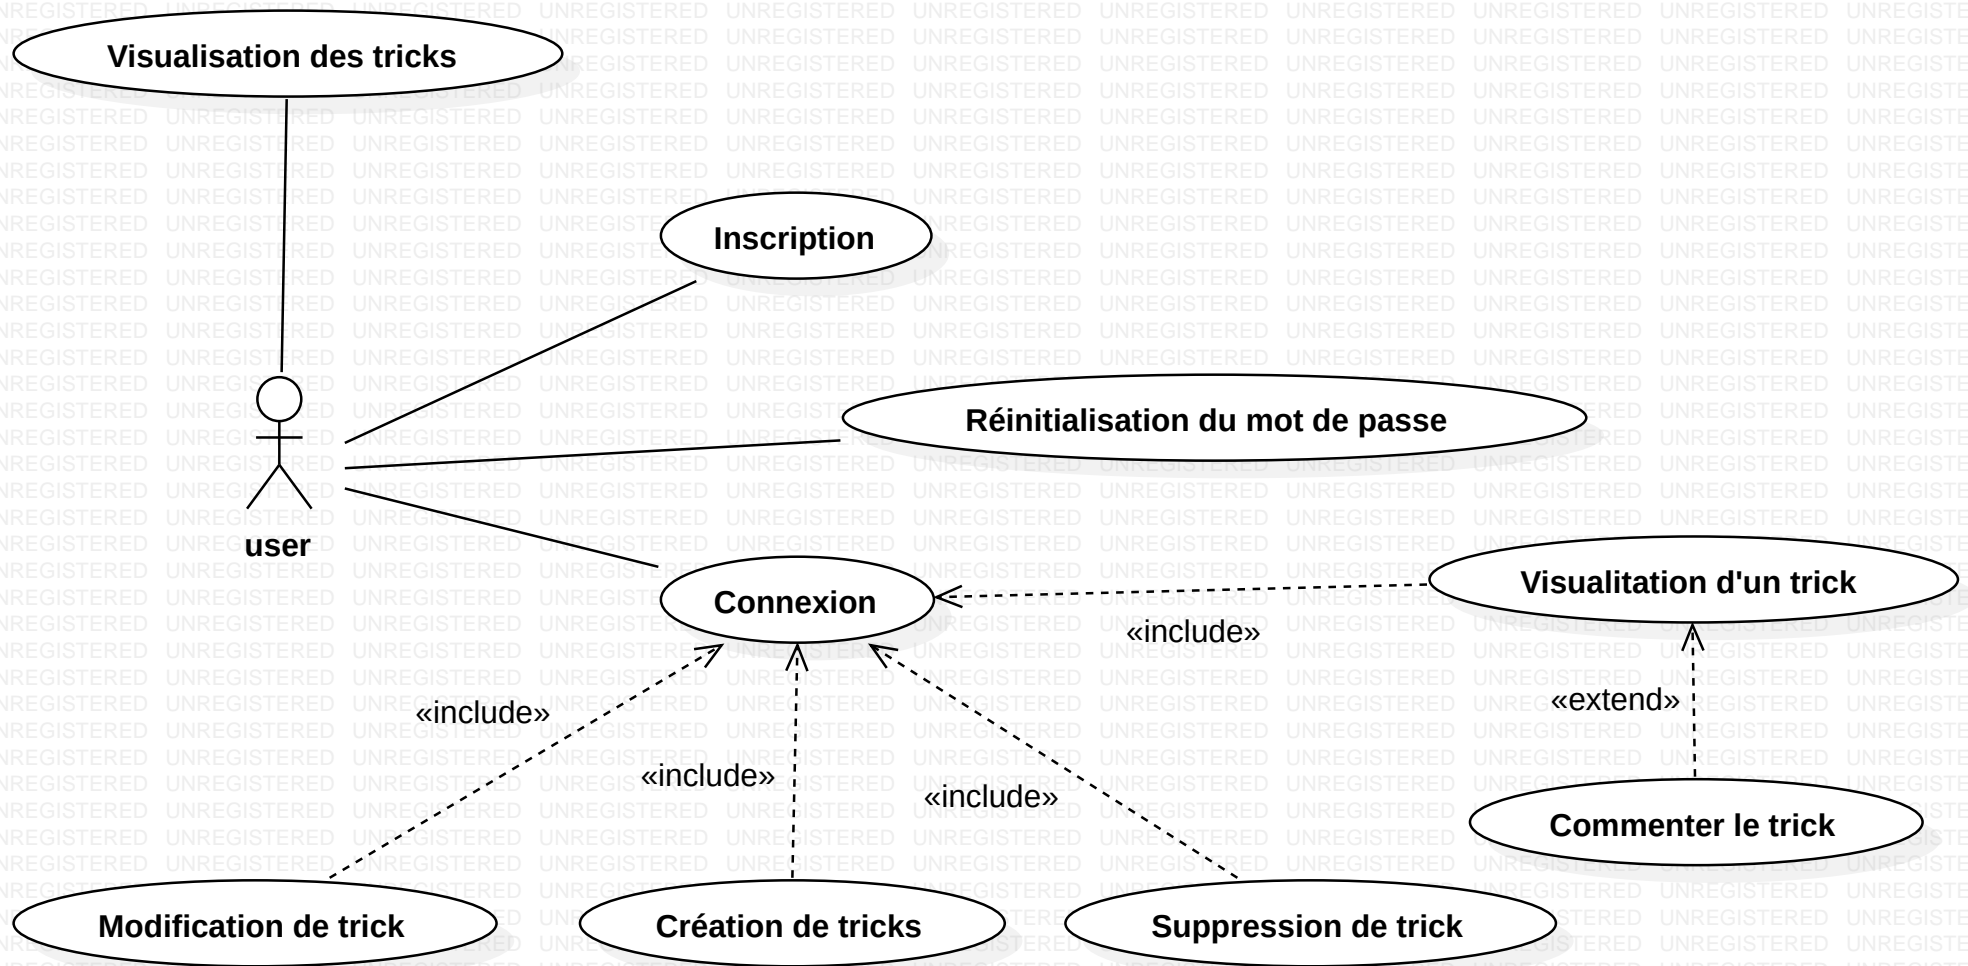 Visualisation des tricks
Inscription
Réinitialisation du mot de passe
user
Connexion
Visualitation d'un trick
«include»
«extend»
«include»
«include»
«include»
Commenter le trick
Modification de trick
Création de tricks
Suppression de trick
UNREGISTERED